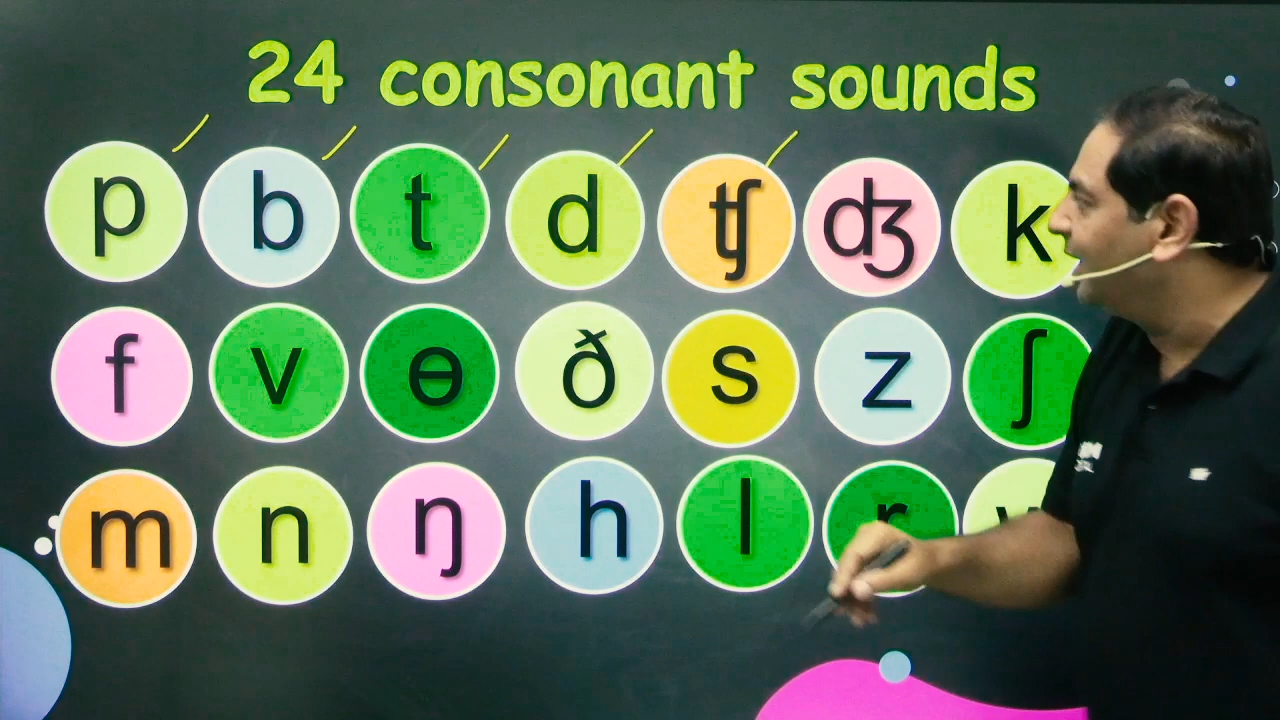 24 consonant sounds
p b t d ʧ ʤ k
f v ɵ ð s z ʃ
m n ŋ h l r